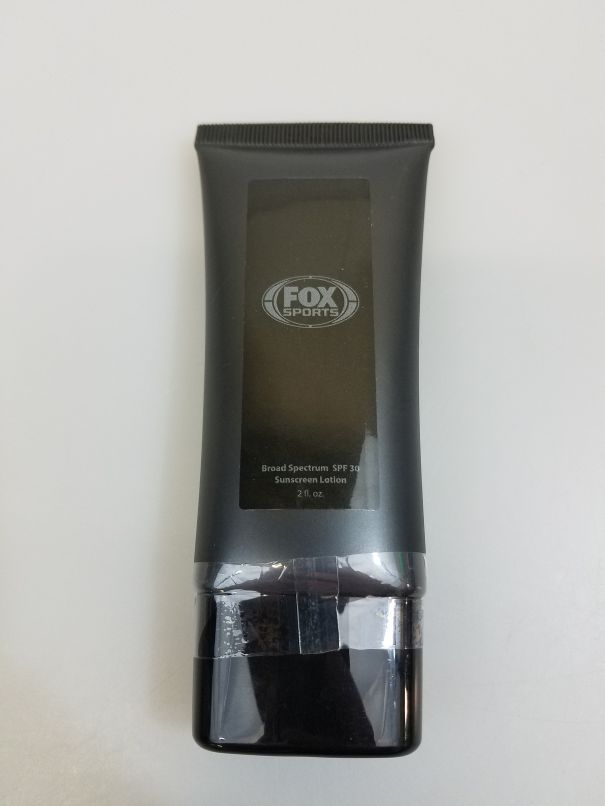 FOX
SPORTS
Broad Spectrum SPF 30
Sunscreen Lotion
2 fl. oz.